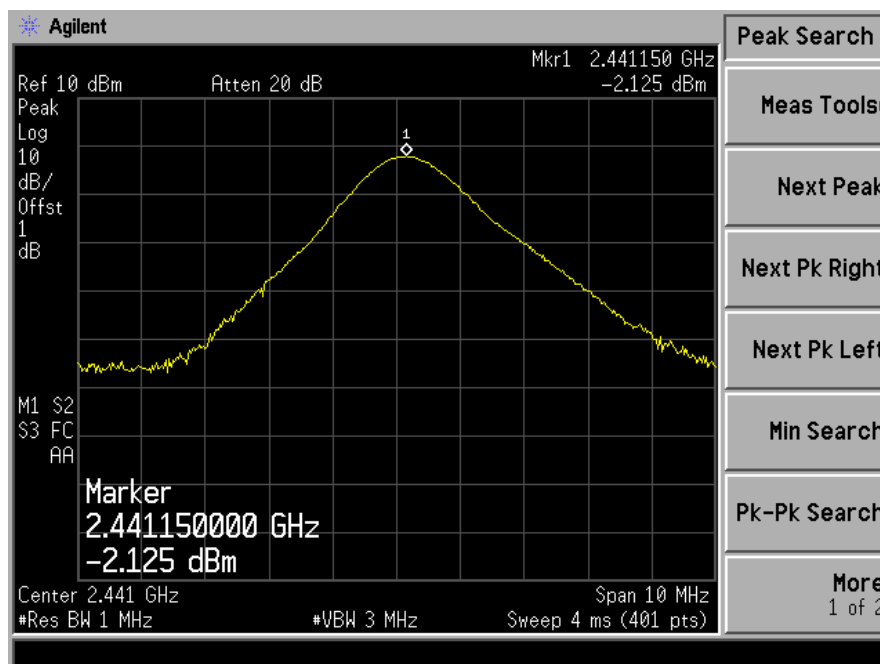 Agilent
Peak Search
Mkr1 2.441150 GHz
Ref 10 dBm Atten 20 dB -2.125 dBm
Peak
Log
10
dB/
Offst
1
dB
1
M1 S2
S3 FC
AA
Marker
2.441150000 GHz
-2.125 dBm
Center 2.441 GHz Span 10 MHz
#Res BW 1 MHz #VBW 3 MHz Sweep 4 ms (401 pts)
Meas Tools
Next Peak
Next Pk Right
Next Pk Left
Min Search
Pk-Pk Search
More
1 of 2